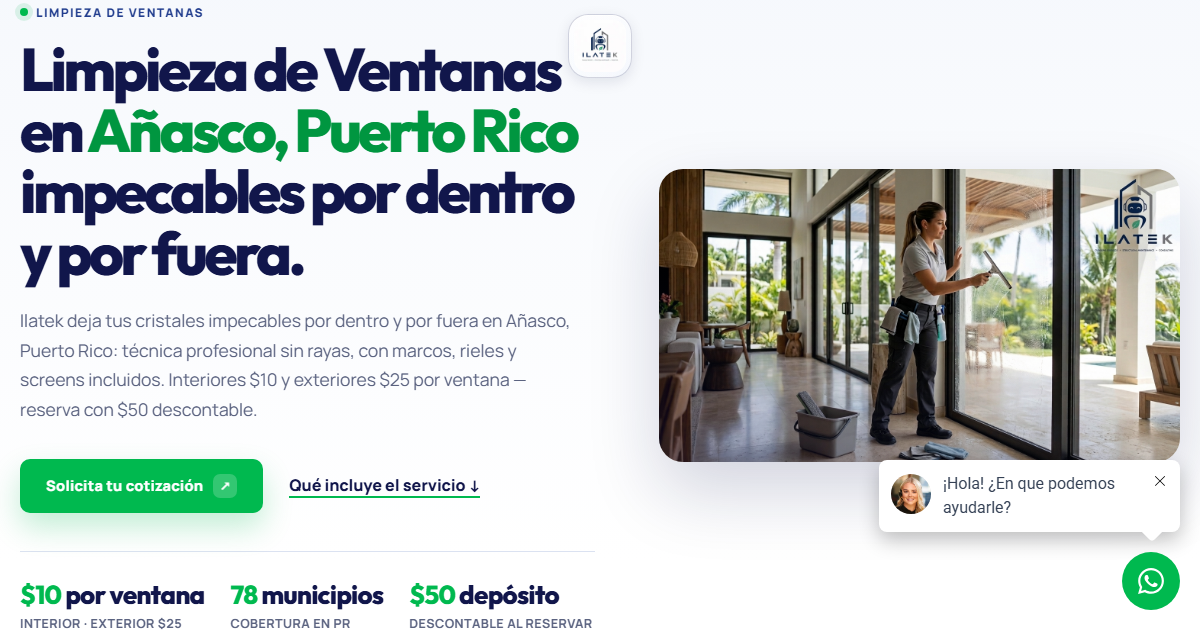 LIMPIEZA DE VENTANAS
ILATEK
Limpieza de Ventanas
en Añasco, Puerto Rico
impecables por dentro
y por fuera.
Ilatek deja tus cristales impecables por dentro y por fuera en Añasco,
Puerto Rico: técnica profesional sin rayas, con marcos, rieles y
screens incluidos. Interiores $10 y exteriores $25 por ventana —
reserva con $50 descontable.
Solicita tu cotización ↗
Qué incluye el servicio ↓
ILATEK
¡Hola! ¿En que podemos
ayudarle?
$10 por ventana
INTERIOR · EXTERIOR $25
78 municipios
COBERTURA EN PR
$50 depósito
DESCONTABLE AL RESERVAR